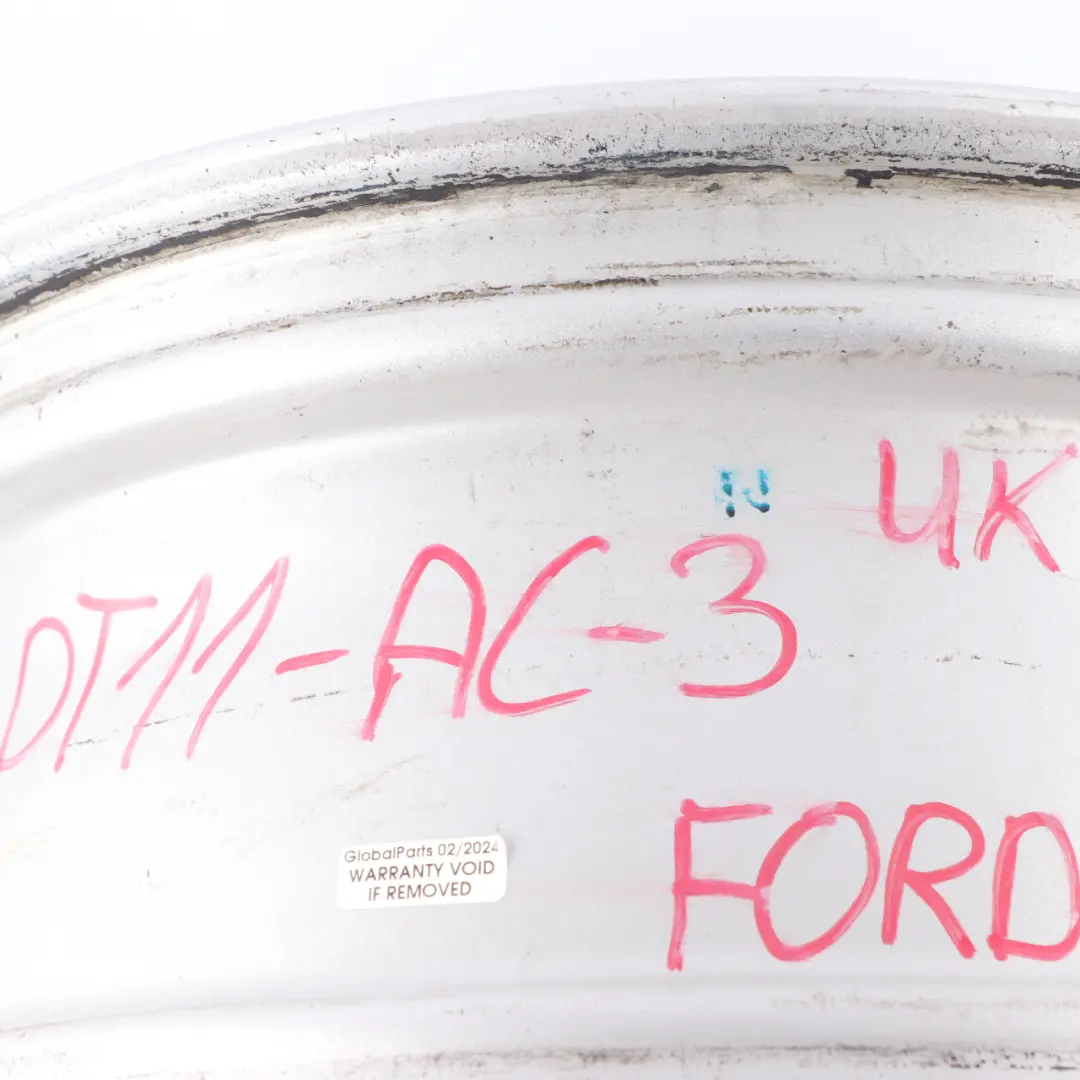 UK
DT11-AC-3
FORD
GlobalParts 02/2024
WARRANTY VOID
IF REMOVED